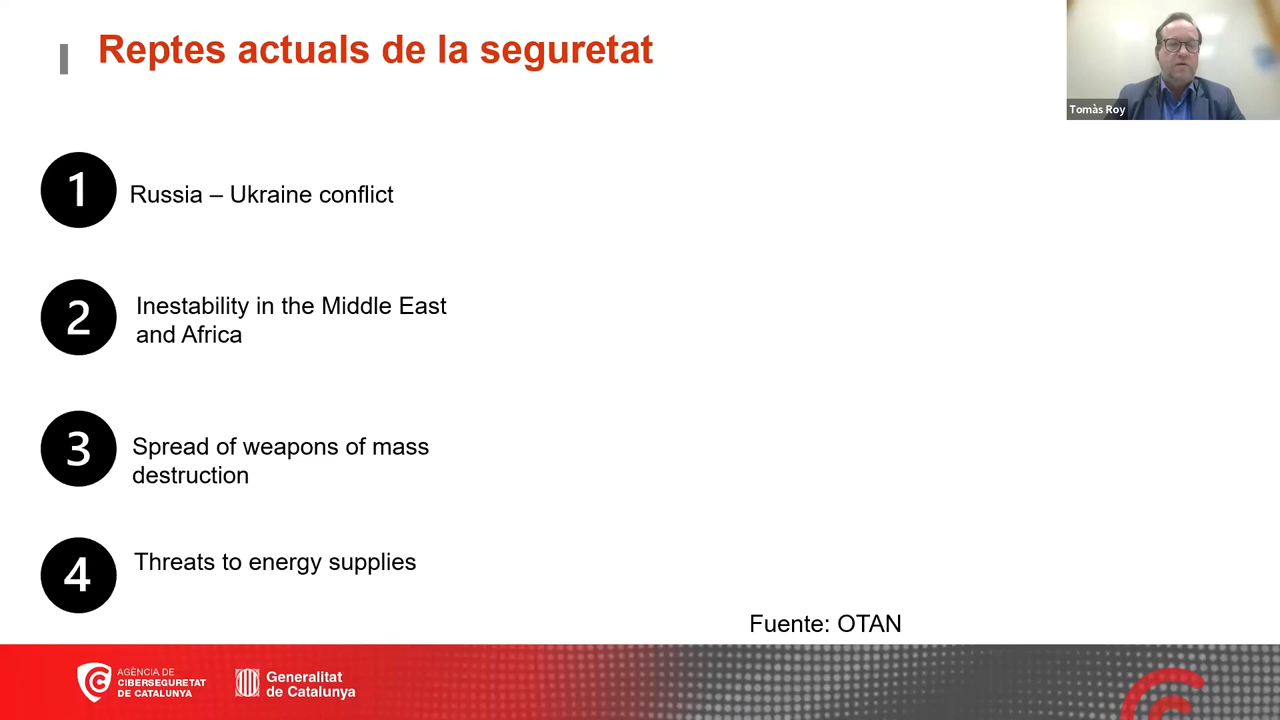 Reptes actuals de la seguretat
Tomàs Roy
1
Russia – Ukraine conflict
2
Inestability in the Middle East
and Africa
3
Spread of weapons of mass
destruction
4
Threats to energy supplies
Fuente: OTAN
AGÈNCIA DE
CIBERSEGURETAT
DE CATALUNYA
Generalitat
de Catalunya